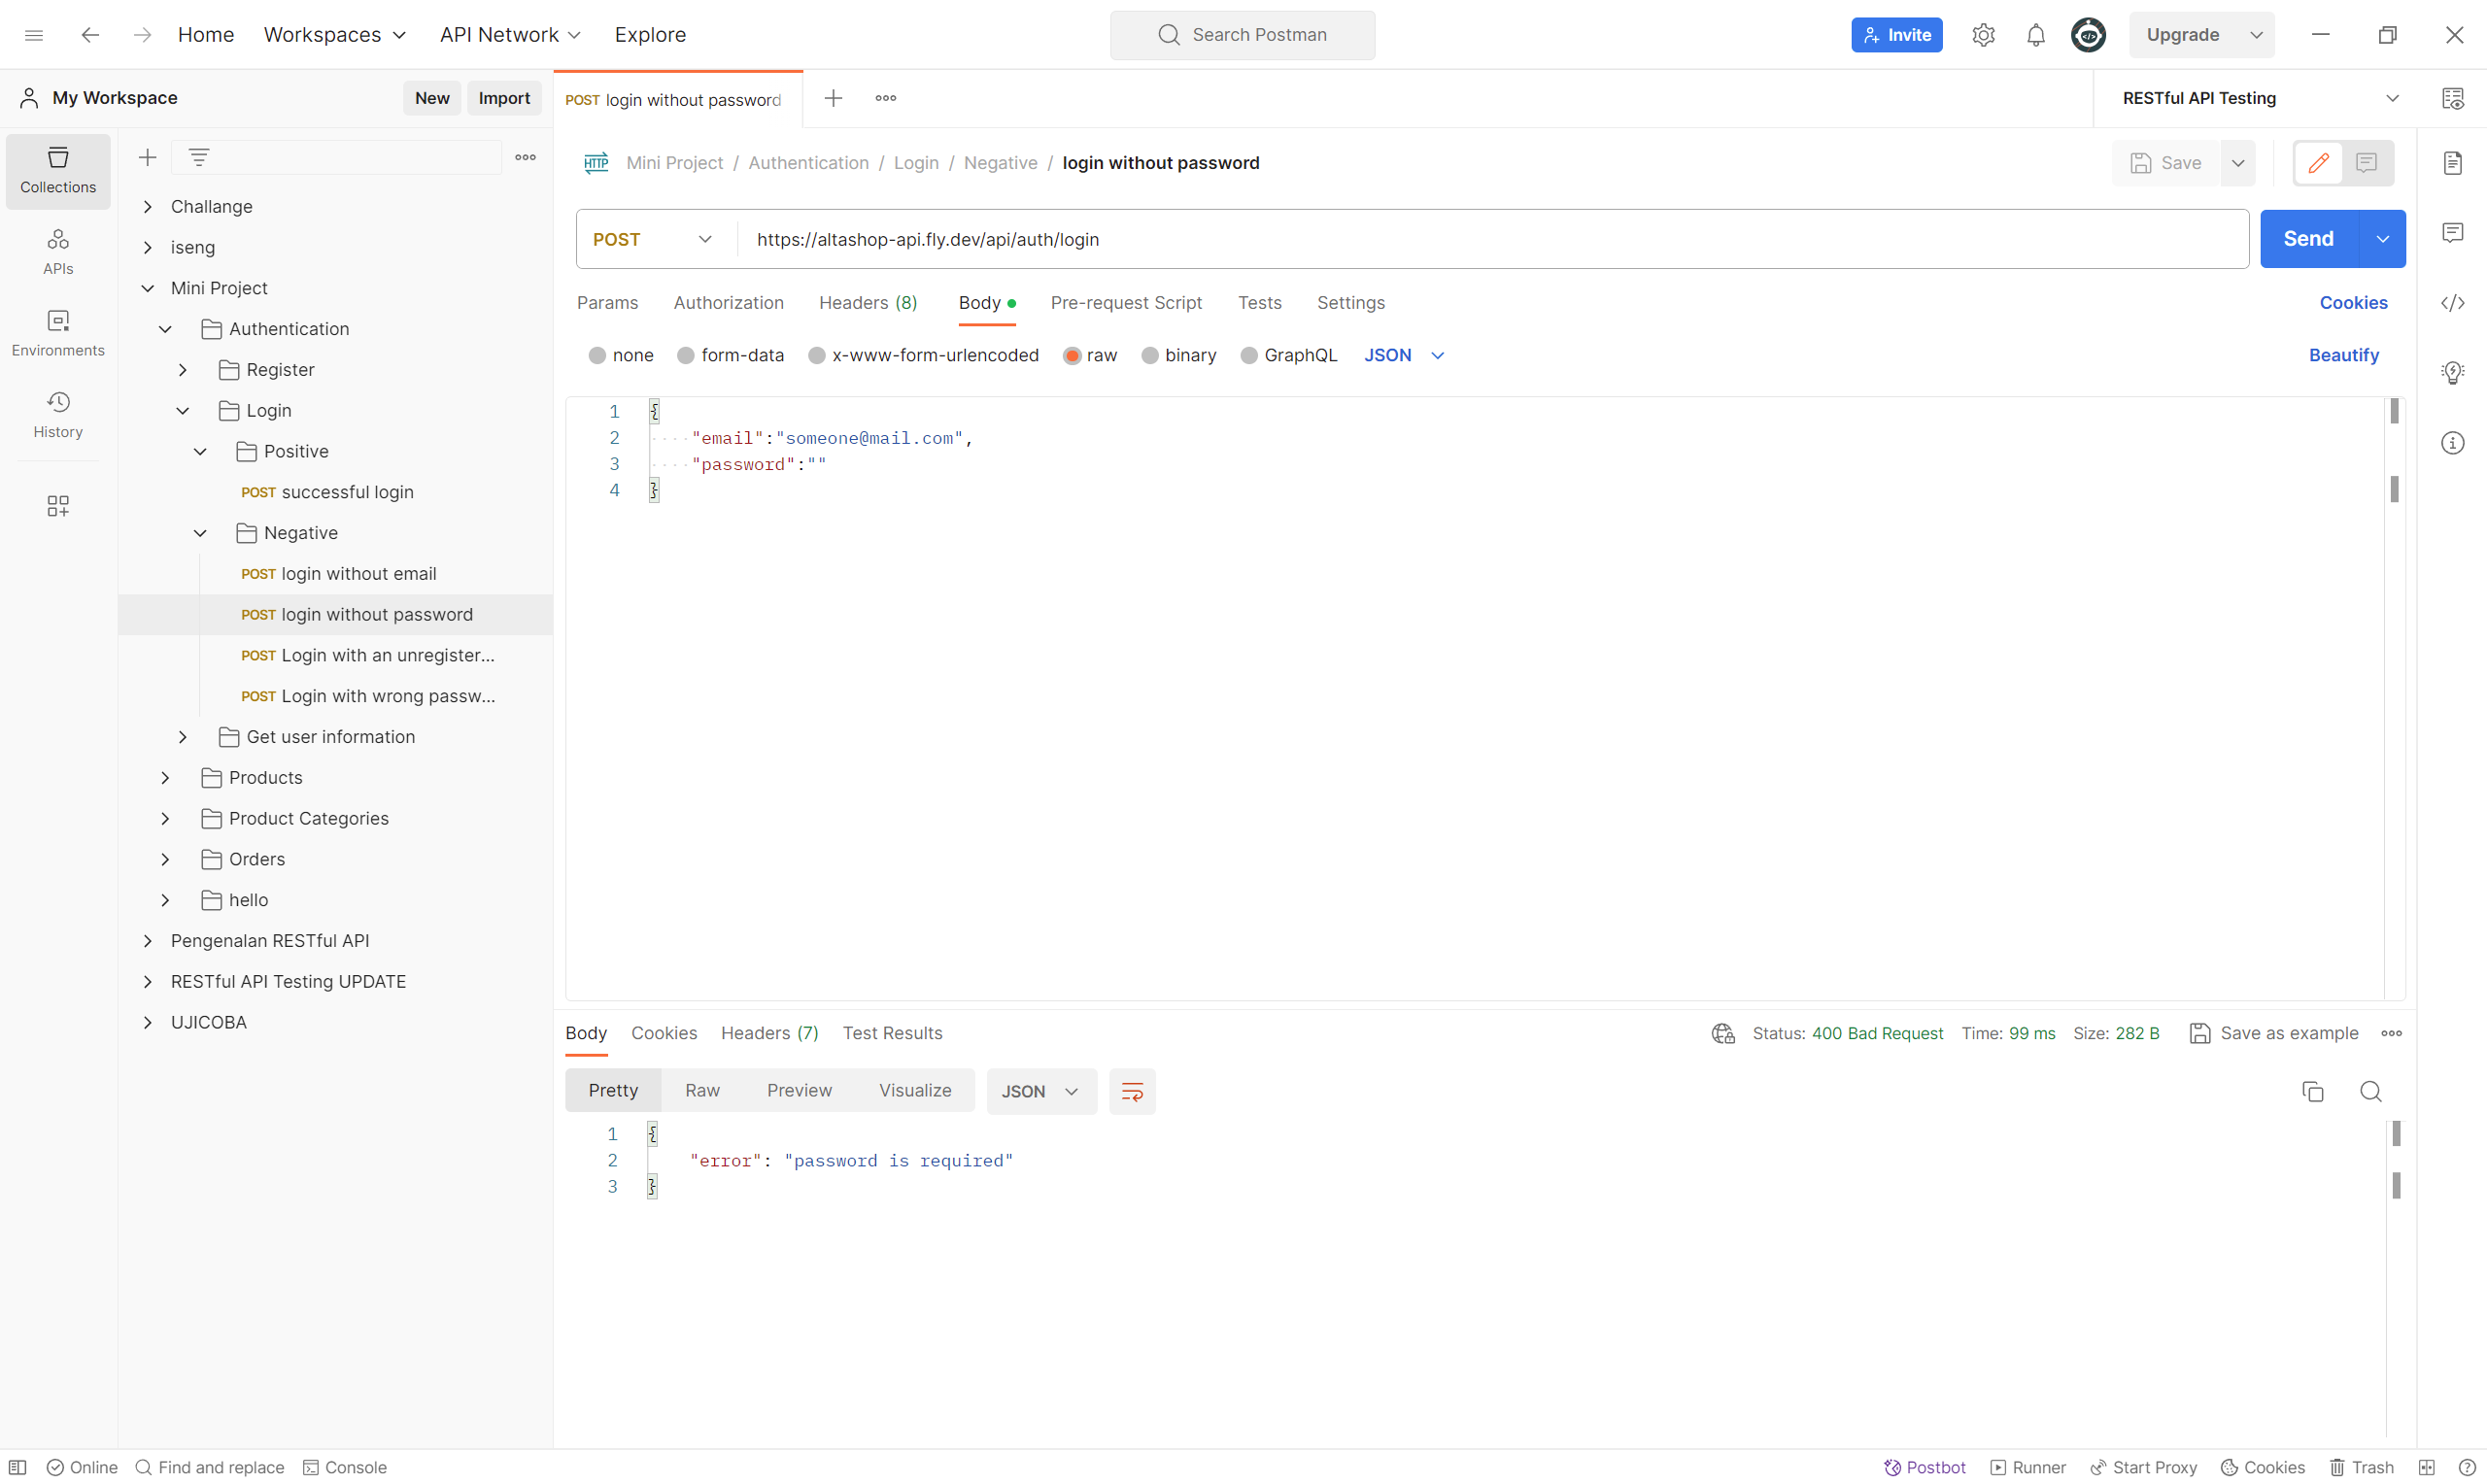 Home Workspaces API Network Explore Search Postman Invite Upgrade
My Workspace New Import POST login without password RESTful API Testing
Collections
APIs
Environments
History
Challange
iseng
Mini Project
Authentication
Register
Login
Positive
POST successful login
Negative
POST login without email
POST login without password
POST Login with an unregister...
POST Login with wrong passw...
Get user information
Products
Product Categories
Orders
hello
Pengenalan RESTful API
RESTful API Testing UPDATE
UJICOBA
HTTP Mini Project / Authentication / Login / Negative / login without password Save
POST https://altashop-api.fly.dev/api/auth/login Send
Params Authorization Headers (8) Body Pre-request Script Tests Settings Cookies
none form-data x-www-form-urlencoded raw binary GraphQL JSON Beautify
1 {
2 "email":"someone@mail.com",
3 "password":""
4 }
Body Cookies Headers (7) Test Results Status: 400 Bad Request Time: 99 ms Size: 282 B Save as example
Pretty Raw Preview Visualize JSON
1 {
2 "error": "password is required"
3 }
Online Find and replace Console Postbot Runner Start Proxy Cookies Trash